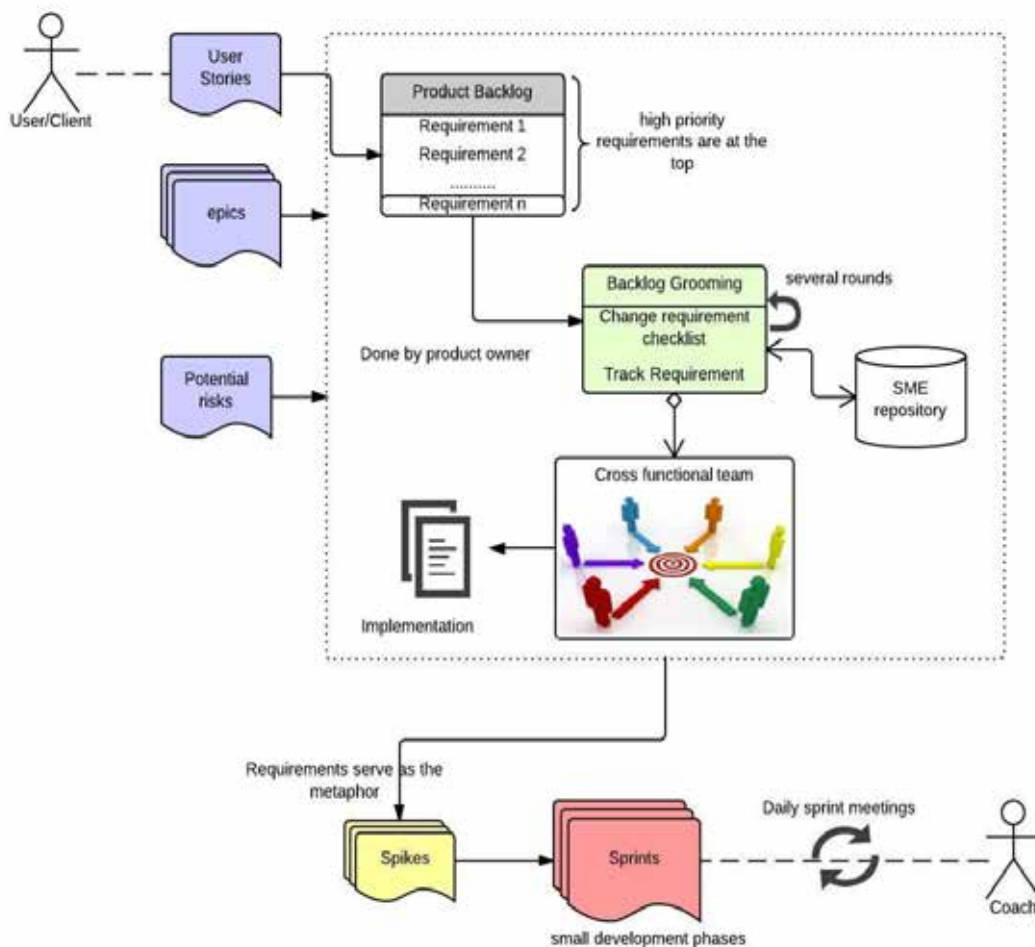 User/Client
User
Stories
Product Backlog
Requirement 1
Requirement 2
..........
Requirement n
high priority
requirements are at the
top
epics
Backlog Grooming
Change requirement
checklist
Track Requirement
several rounds
Done by product owner
Potential
risks
SME
repository
Cross functional team
Implementation
Requirements serve as the
metaphor
Spikes
Sprints
Daily sprint meetings
Coach
small development phases